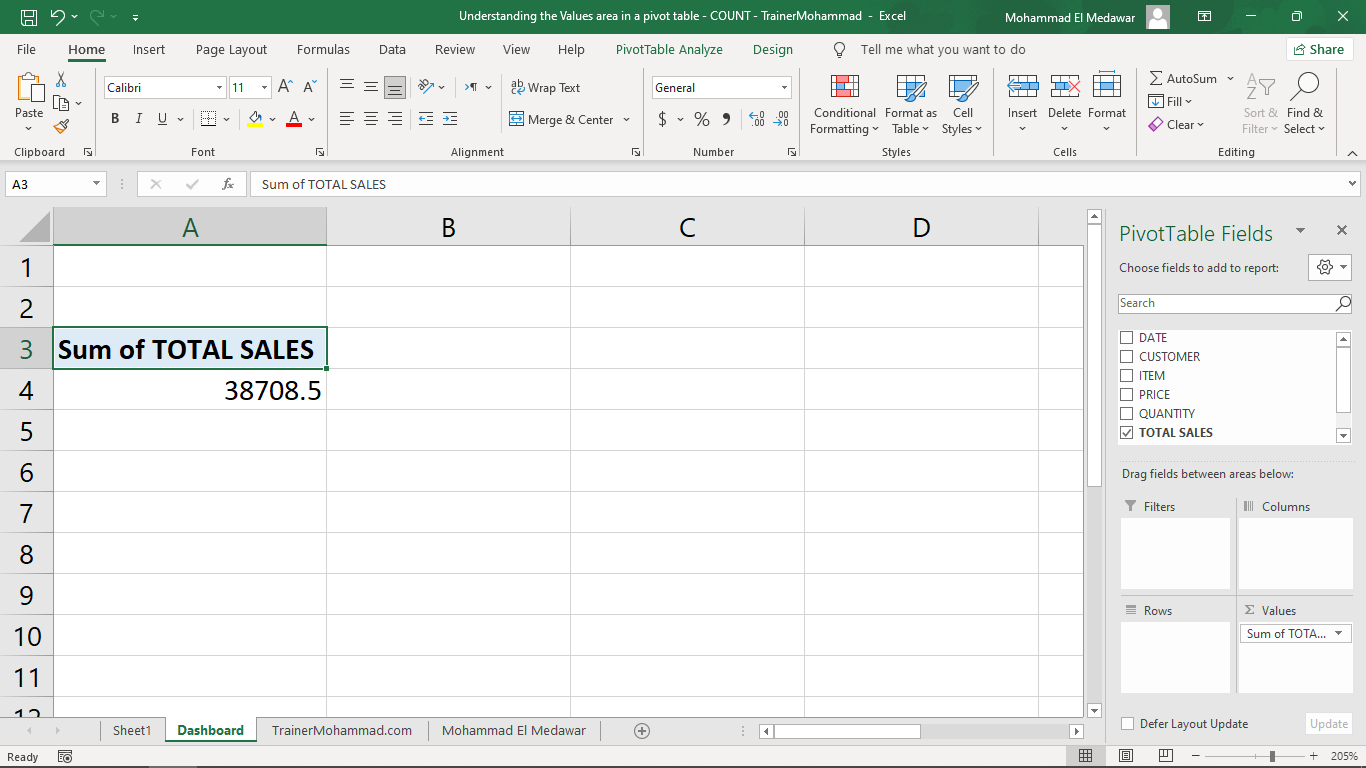 Understanding the Values area in a pivot table - COUNT - TrainerMohammad - Excel
Mohammad El Medawar
File Home Insert Page Layout Formulas Data Review View Help PivotTable Analyze Design Tell me what you want to do Share
Paste
Clipboard
Calibri 11
B I U
A
Font
ab Wrap Text
Merge & Center
Alignment
General
$ % 9
Number
Conditional Formatting
Format as Table
Cell Styles
Styles
Insert Delete Format
Cells
AutoSum
Fill
Clear
Sort & Filter
Find & Select
Editing
A3 fx Sum of TOTAL SALES
A B C D
1
2
3 Sum of TOTAL SALES
4 38708.5
5
6
7
8
9
10
11
12
PivotTable Fields
Choose fields to add to report:
Search
DATE
CUSTOMER
ITEM
PRICE
QUANTITY
TOTAL SALES
Drag fields between areas below:
Filters Columns
Rows Σ Values
Sum of TOTA...
Defer Layout Update Update
Sheet1 Dashboard TrainerMohammad.com Mohammad El Medawar
Ready 205%